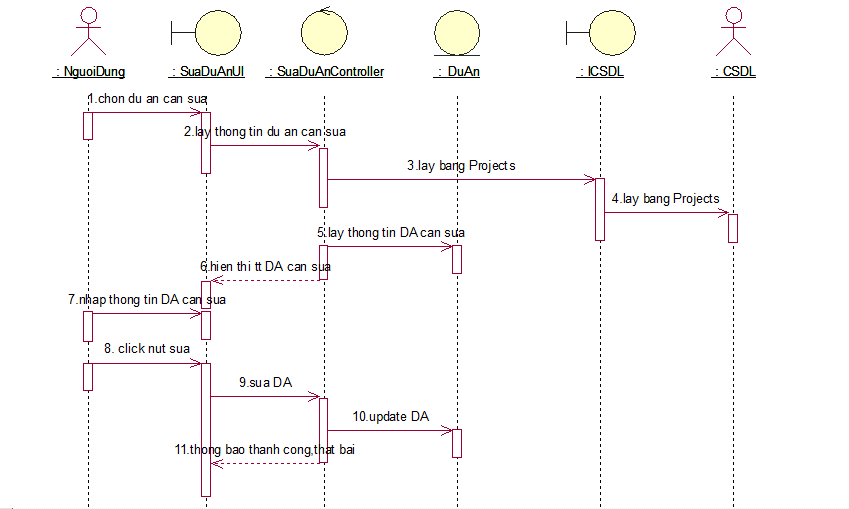 : NguoiDung
: SuaDuAnUI
: SuaDuAnController
: DuAn
: ICSDL
: CSDL
1.chon du an can sua
2.lay thong tin du an can sua
3.lay bang Projects
4.lay bang Projects
5.lay thong tin DA can sua
6.hien thi tt DA can sua
7.nhap thong tin DA can sua
8. click nut sua
9.sua DA
10.update DA
11.thong bao thanh cong,that bai